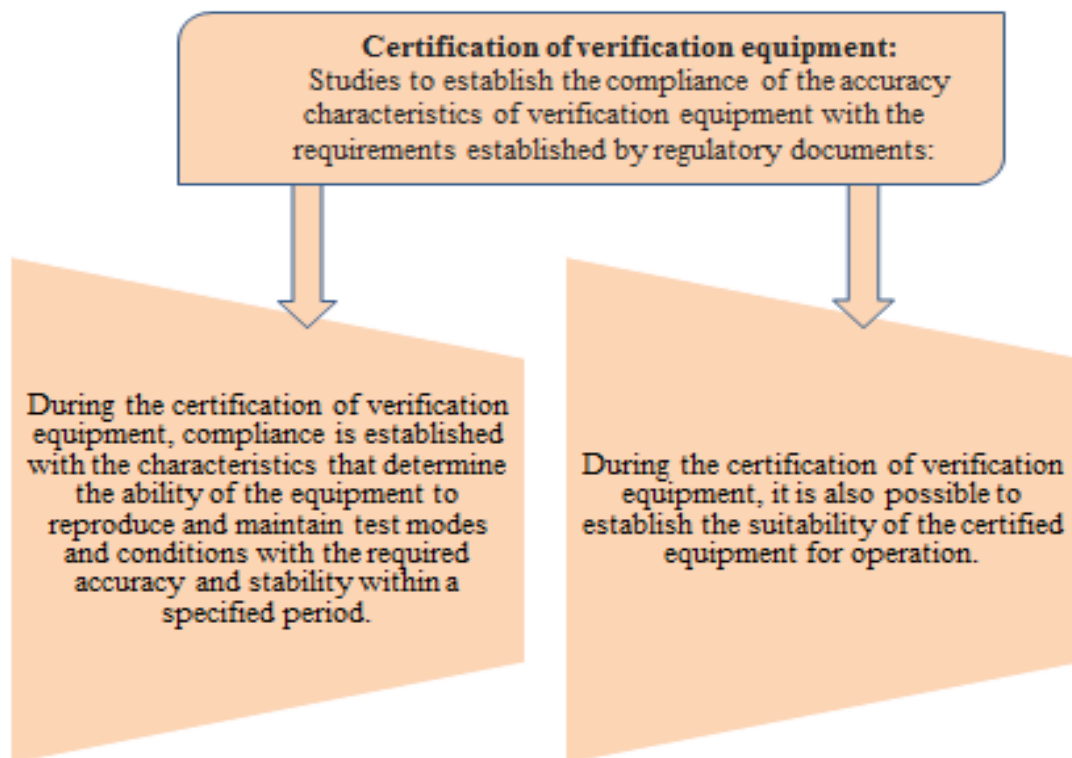 Certification of verification equipment:
Studies to establish the compliance of the accuracy
characteristics of verification equipment with the
requirements established by regulatory documents:
During the certification of verification
equipment, compliance is established
with the characteristics that determine
the ability of the equipment to
reproduce and maintain test modes
and conditions with the required
accuracy and stability within a
specified period.
During the certification of verification
equipment, it is also possible to
establish the suitability of the certified
equipment for operation.